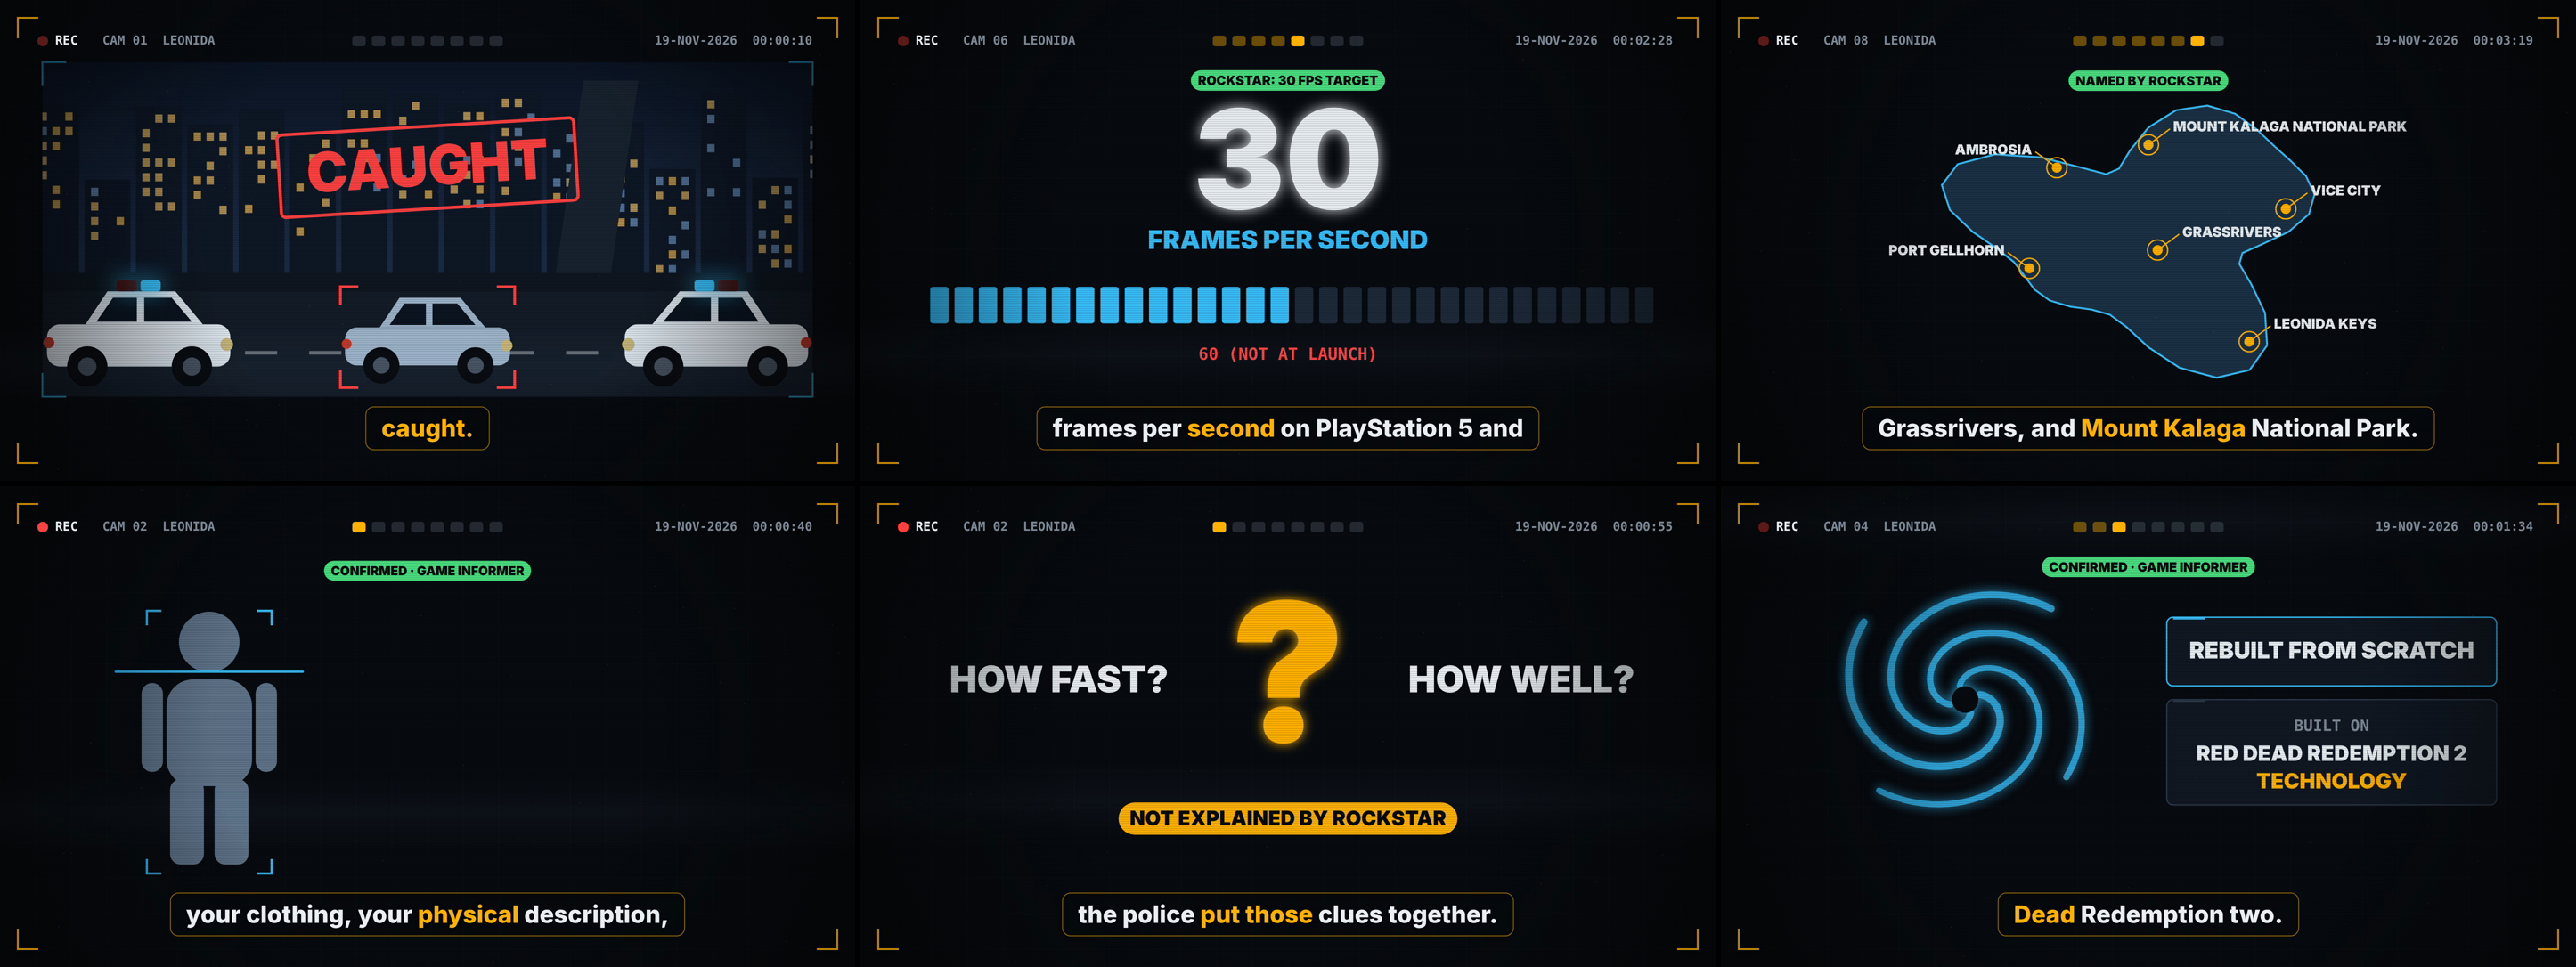 REC CAM 01 LEONIDA 19-NOV-2026 00:00:10
CAUGHT
caught.
REC CAM 06 LEONIDA 19-NOV-2026 00:02:28
ROCKSTAR: 30 FPS TARGET
30
FRAMES PER SECOND
60 (NOT AT LAUNCH)
frames per second on PlayStation 5 and
REC CAM 08 LEONIDA 19-NOV-2026 00:03:19
NAMED BY ROCKSTAR
MOUNT KALAGA NATIONAL PARK
AMBROSIA
VICE CITY
GRASSRIVERS
PORT GELLHORN
LEONIDA KEYS
Grassrivers, and Mount Kalaga National Park.
REC CAM 02 LEONIDA 19-NOV-2026 00:00:40
CONFIRMED · GAME INFORMER
your clothing, your physical description,
REC CAM 02 LEONIDA 19-NOV-2026 00:00:55
HOW FAST?
?
HOW WELL?
NOT EXPLAINED BY ROCKSTAR
the police put those clues together.
REC CAM 04 LEONIDA 19-NOV-2026 00:01:34
CONFIRMED · GAME INFORMER
REBUILT FROM SCRATCH
BUILT ON
RED DEAD REDEMPTION 2
TECHNOLOGY
Dead Redemption two.